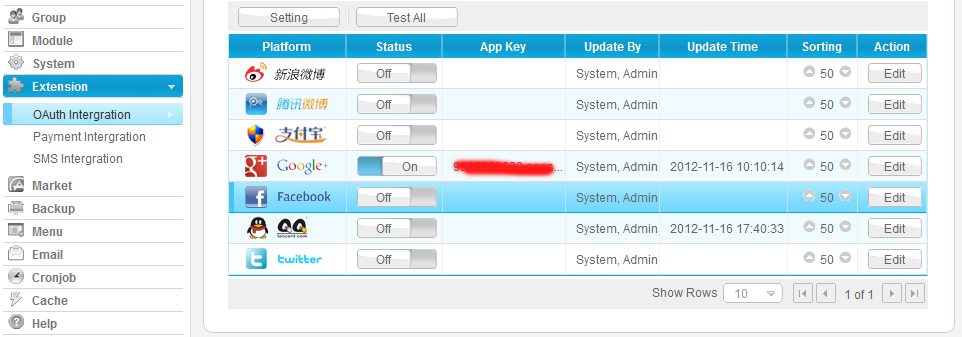 Group
Module
System
Extension
OAuth Intergration
Payment Intergration
SMS Intergration
Market
Backup
Menu
Email
Cronjob
Cache
Help
Setting Test All
Platform Status App Key Update By Update Time Sorting Action
新浪微博 Off System, Admin 50 Edit
腾讯微博 Off System, Admin 50 Edit
支付宝 Off System, Admin 50 Edit
g+ Google+ On System, Admin 2012-11-16 10:10:14 50 Edit
f Facebook Off System, Admin 50 Edit
QQ tencent.com Off System, Admin 2012-11-16 17:40:33 50 Edit
t twitter Off System, Admin 50 Edit
Show Rows 10 1 of 1